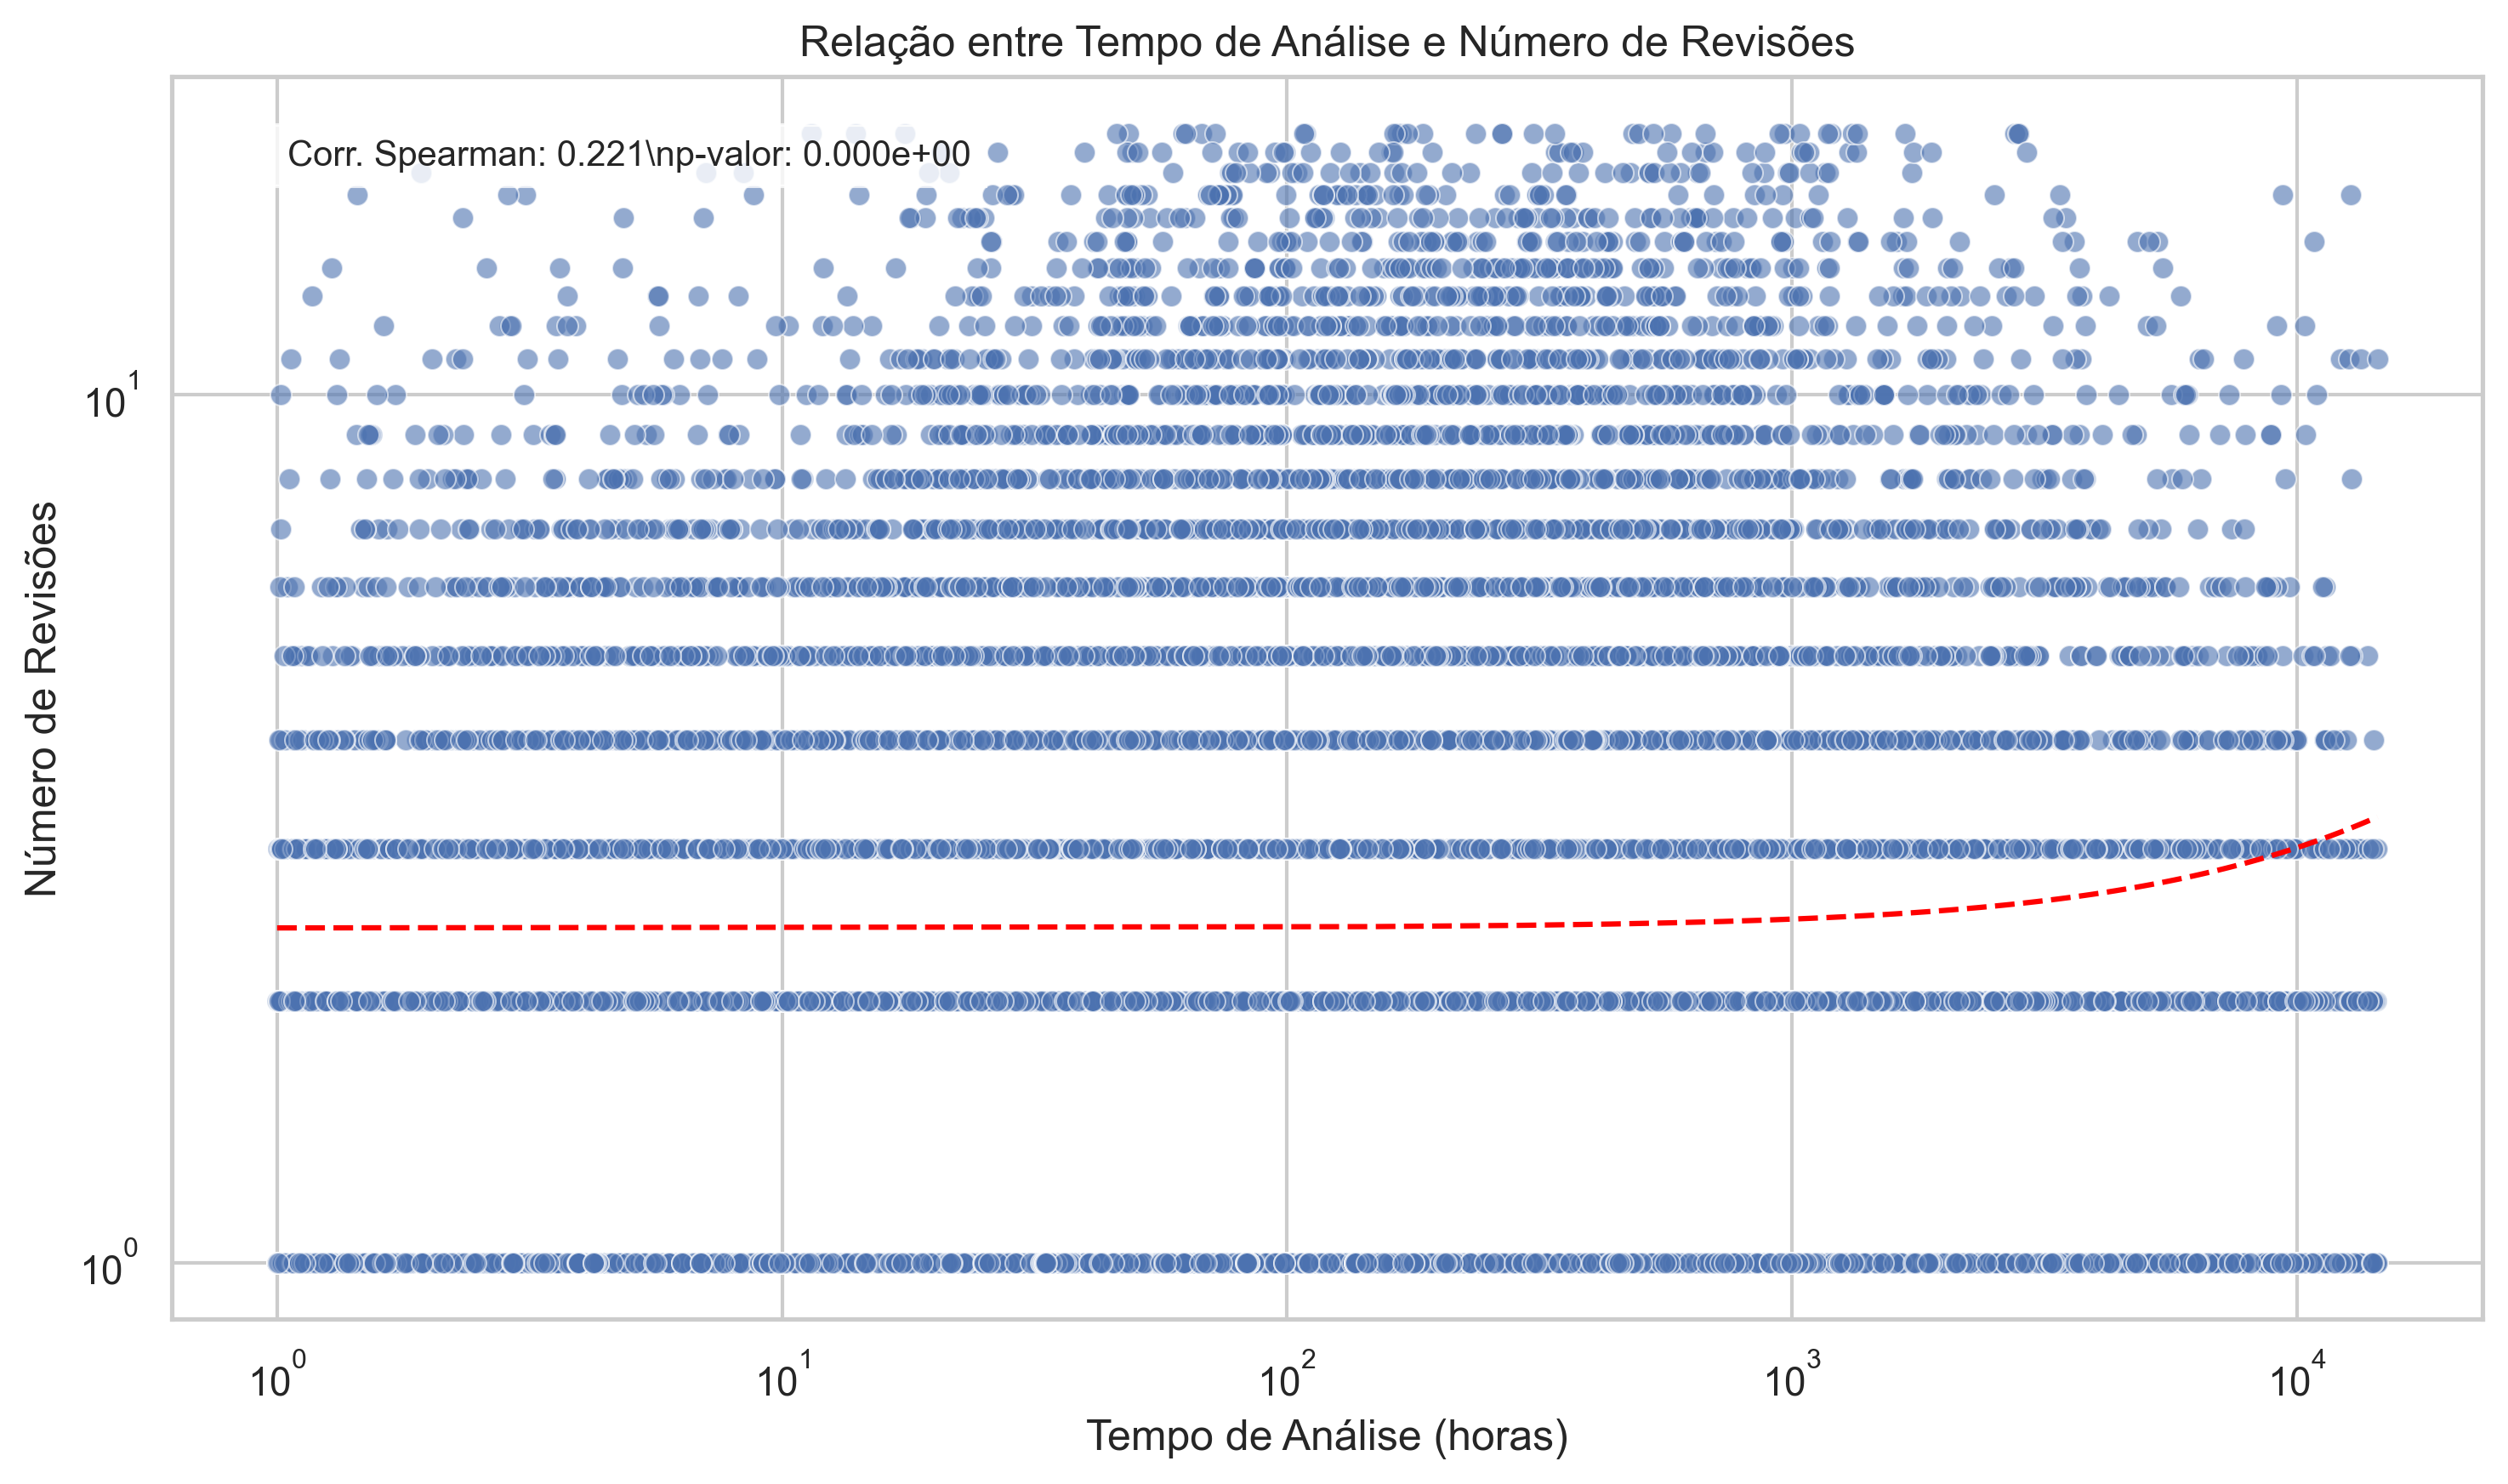 Relação entre Tempo de Análise e Número de Revisões
Corr. Spearman: 0.221\np-valor: 0.000e+00
Número de Revisões
10^1
10^0
10^0 10^1 10^2 10^3 10^4
Tempo de Análise (horas)